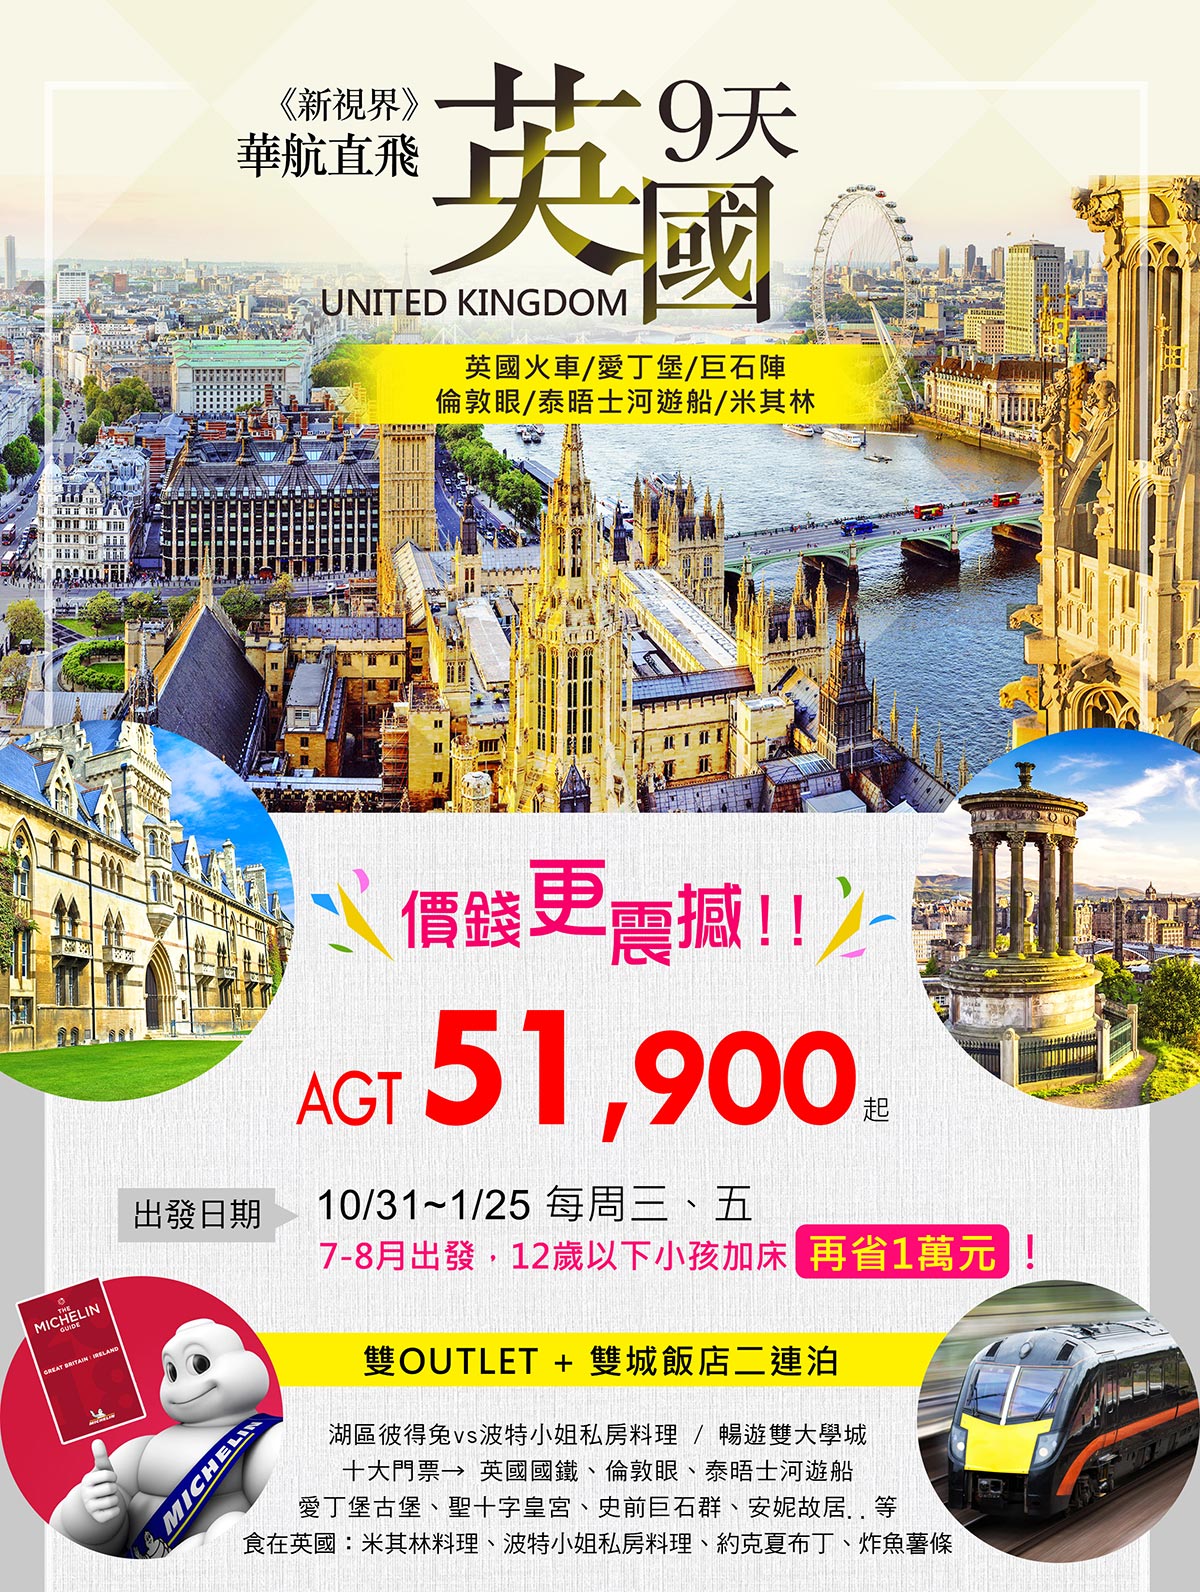 《新視界》
華航直飛
英國
9天
UNITED KINGDOM
英國火車/愛丁堡/巨石陣
倫敦眼/泰晤士河遊船/米其林
價錢更震撼!!
AGT 51,900起
出發日期
10/31~1/25 每周三、五
7-8月出發，12歲以下小孩加床 再省1萬元！
THE
MICHELIN
GUIDE
GREAT BRITAIN | IRELAND
2018
MICHELIN
MICHELIN
雙OUTLET + 雙城飯店二連泊
湖區彼得兔vs波特小姐私房料理 / 暢遊雙大學城
十大門票→ 英國國鐵、倫敦眼、泰晤士河遊船
愛丁堡古堡、聖十字皇宮、史前巨石群、安妮故居..等
食在英國：米其林料理、波特小姐私房料理、約克夏布丁、炸魚薯條